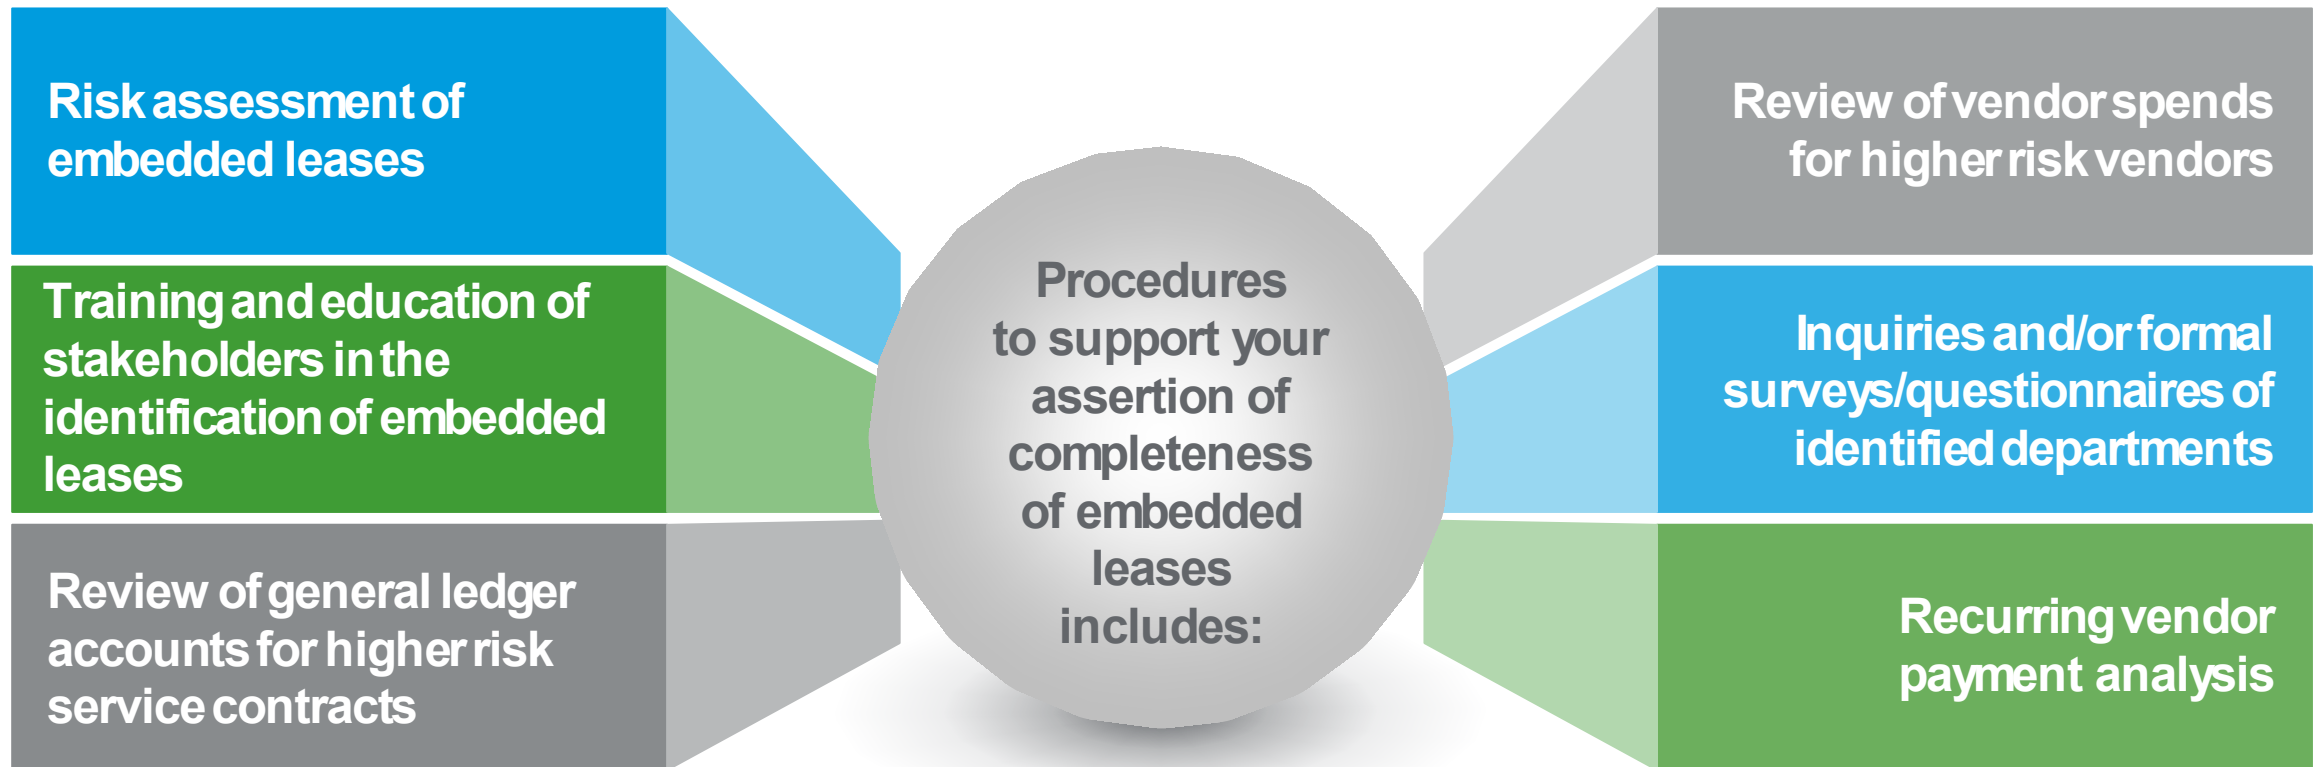 Risk assessment of
embedded leases
Training and education of
stakeholders in the
identification of embedded
leases
Review of general ledger
accounts for higher risk
service contracts
Procedures
to support your
assertion of
completeness
of embedded
leases
includes:
Review of vendor spends
for higher risk vendors
Inquiries and/or formal
surveys/questionnaires of
identified departments
Recurring vendor
payment analysis